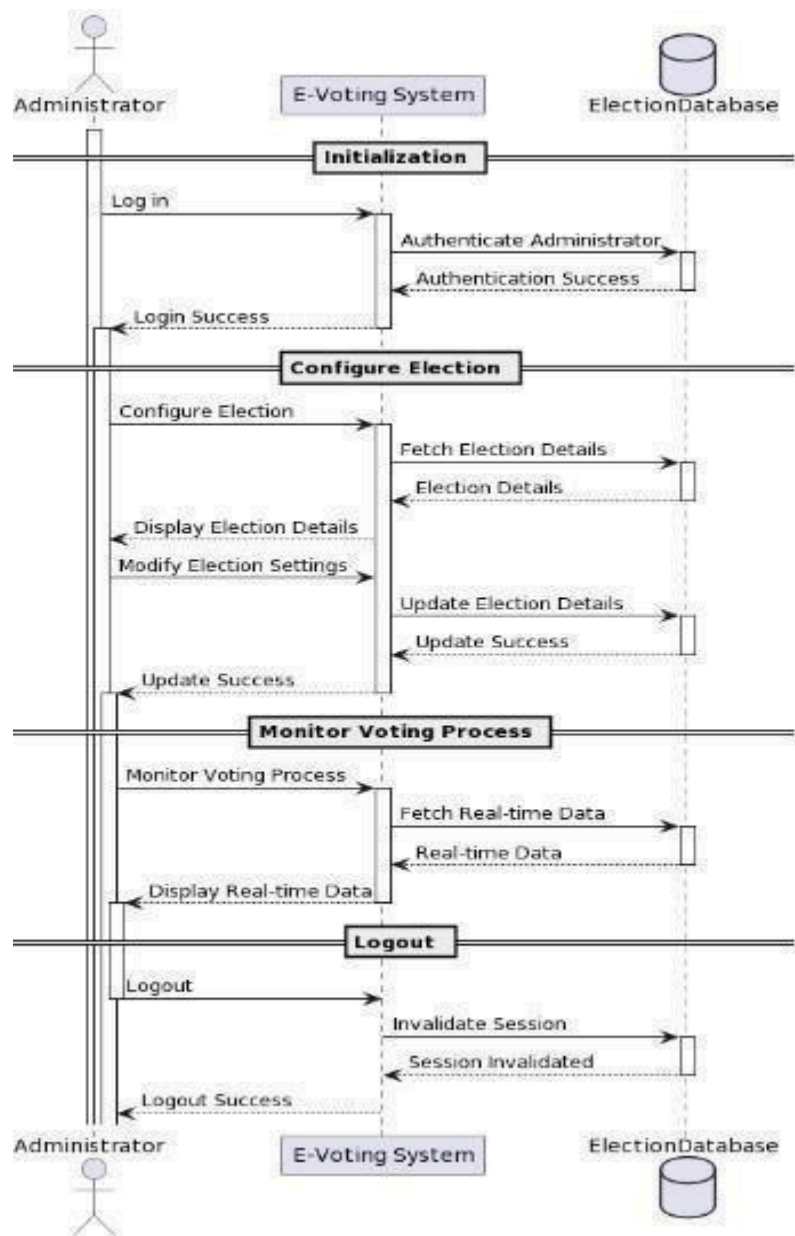 Administrator
E-Voting System
ElectionDatabase
Initialization
Log in
Authenticate Administrator
Authentication Success
Login Success
Configure Election
Configure Election
Fetch Election Details
Election Details
Display Election Details
Modify Election Settings
Update Election Details
Update Success
Update Success
Monitor Voting Process
Monitor Voting Process
Fetch Real-time Data
Real-time Data
Display Real-time Data
Logout
Logout
Invalidate Session
Session Invalidated
Logout Success
Administrator
E-Voting System
ElectionDatabase